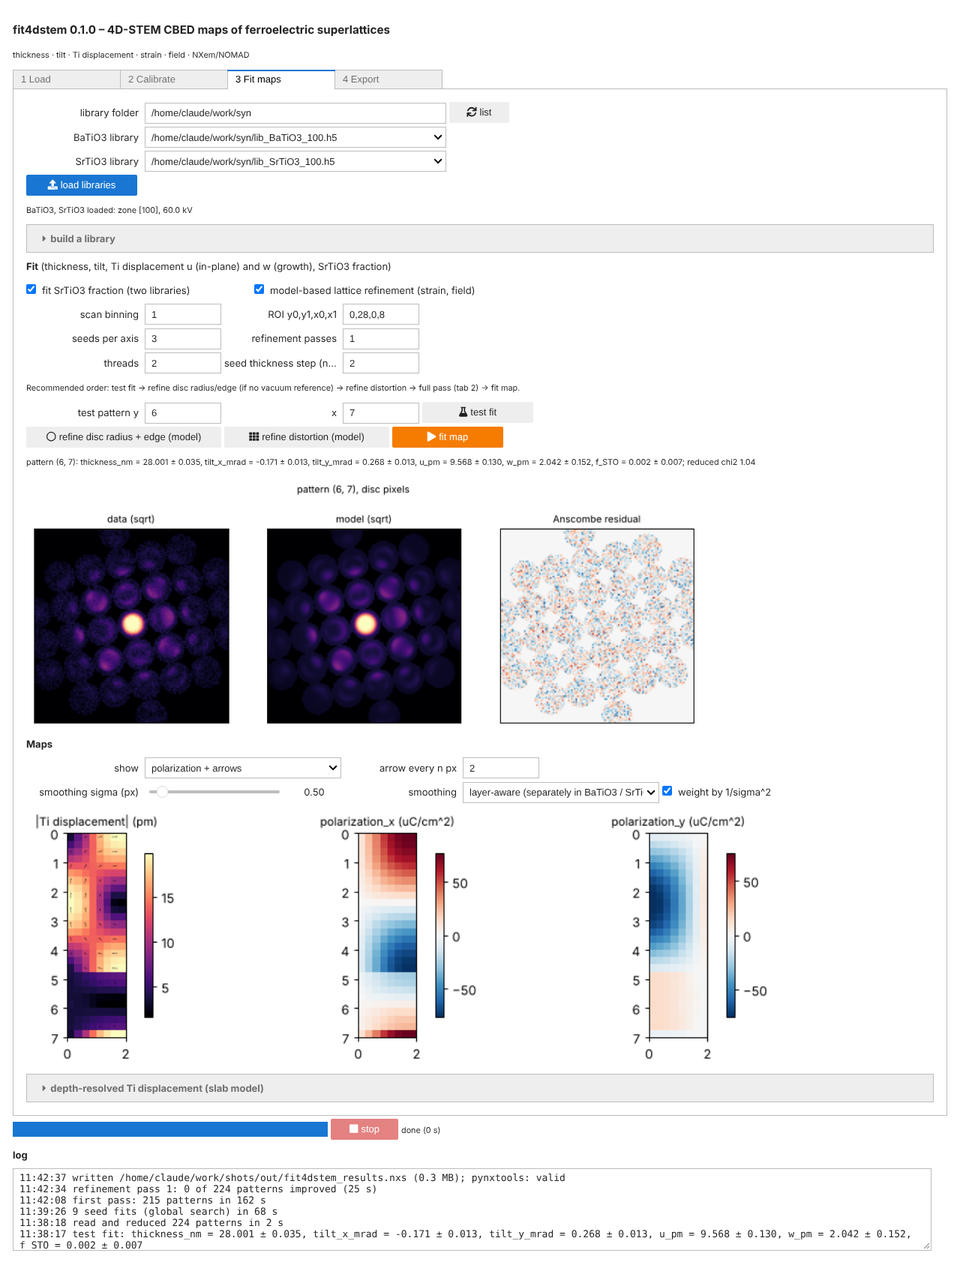 fit4dstem 0.1.0 – 4D-STEM CBED maps of ferroelectric superlattices
thickness · tilt · Ti displacement · strain · field · NXem/NOMAD
1 Load
2 Calibrate
3 Fit maps
4 Export
library folder
/home/claude/work/syn
list
BaTiO3 library
/home/claude/work/syn/lib_BaTiO3_100.h5
SrTiO3 library
/home/claude/work/syn/lib_SrTiO3_100.h5
load libraries
BaTiO3, SrTiO3 loaded: zone [100], 60.0 kV
build a library
Fit (thickness, tilt, Ti displacement u (in-plane) and w (growth), SrTiO3 fraction)
fit SrTiO3 fraction (two libraries)
model-based lattice refinement (strain, field)
scan binning
1
ROI y0,y1,x0,x1
0,28,0,8
seeds per axis
3
refinement passes
1
threads
2
seed thickness step (n...
2
Recommended order: test fit → refine disc radius/edge (if no vacuum reference) → refine distortion → full pass (tab 2) → fit map.
test pattern y
6
x
7
test fit
refine disc radius + edge (model)
refine distortion (model)
fit map
pattern (6, 7): thickness_nm = 28.001 ± 0.035, tilt_x_mrad = -0.171 ± 0.013, tilt_y_mrad = 0.268 ± 0.013, u_pm = 9.568 ± 0.130, w_pm = 2.042 ± 0.152, f_STO = 0.002 ± 0.007; reduced chi2 1.04
pattern (6, 7), disc pixels
data (sqrt)
model (sqrt)
Anscombe residual
Maps
show
polarization + arrows
arrow every n px
2
smoothing sigma (px)
0.50
smoothing
layer-aware (separately in BaTiO3 / SrTi
weight by 1/sigma^2
|Ti displacement| (pm)
0
1
2
3
4
5
6
7
0
2
15
10
5
polarization_x (uC/cm^2)
0
1
2
3
4
5
6
7
0
2
50
0
−50
polarization_y (uC/cm^2)
0
1
2
3
4
5
6
7
0
2
50
0
−50
depth-resolved Ti displacement (slab model)
stop
done (0 s)
log
11:42:37 written /home/claude/work/shots/out/fit4dstem_results.nxs (0.3 MB); pynxtools: valid
11:42:34 refinement pass 1: 0 of 224 patterns improved (25 s)
11:42:08 first pass: 215 patterns in 162 s
11:39:26 9 seed fits (global search) in 68 s
11:38:18 read and reduced 224 patterns in 2 s
11:38:17 test fit: thickness_nm = 28.001 ± 0.035, tilt_x_mrad = -0.171 ± 0.013, tilt_y_mrad = 0.268 ± 0.013, u_pm = 9.568 ± 0.130, w_pm = 2.042 ± 0.152,
f_STO = 0.002 ± 0.007